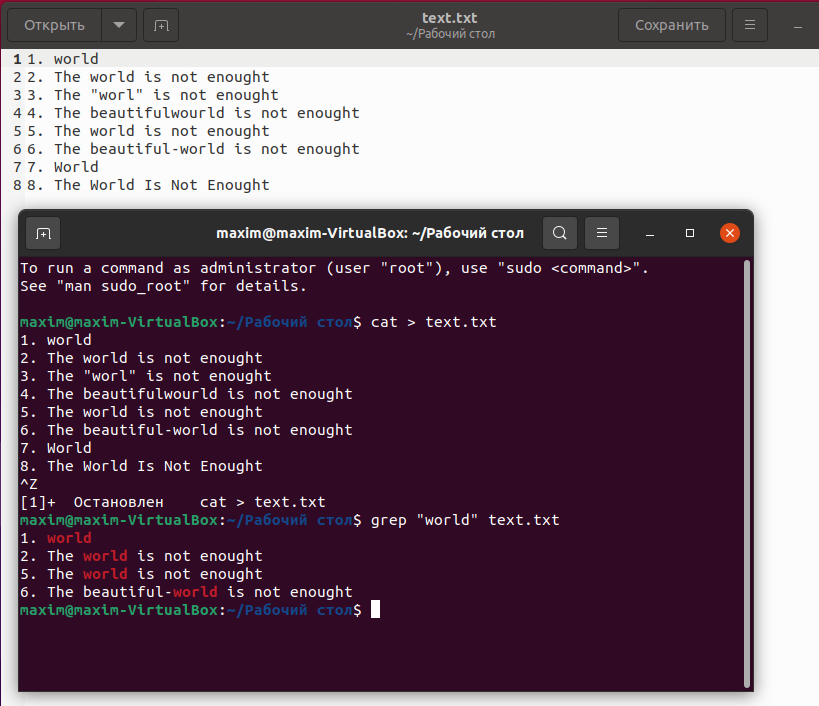 Открыть
text.txt
~/Рабочий стол
Сохранить
1 1. world
2 2. The world is not enought
3 3. The "worl" is not enought
4 4. The beautifulwourld is not enought
5 5. The world is not enought
6 6. The beautiful-world is not enought
7 7. World
8 8. The World Is Not Enought
maxim@maxim-VirtualBox: ~/Рабочий стол
To run a command as administrator (user "root"), use "sudo <command>".
See "man sudo_root" for details.
maxim@maxim-VirtualBox:~/Рабочий стол$ cat > text.txt
1. world
2. The world is not enought
3. The "worl" is not enought
4. The beautifulwourld is not enought
5. The world is not enought
6. The beautiful-world is not enought
7. World
8. The World Is Not Enought
^Z
[1]+  Остановлен    cat > text.txt
maxim@maxim-VirtualBox:~/Рабочий стол$ grep "world" text.txt
1. world
2. The world is not enought
5. The world is not enought
6. The beautiful-world is not enought
maxim@maxim-VirtualBox:~/Рабочий стол$